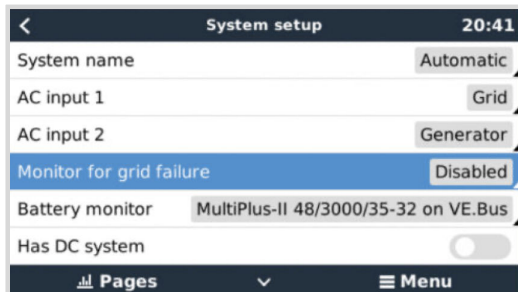 System setup 20:41
System name Automatic
AC input 1 Grid
AC input 2 Generator
Monitor for grid failure Disabled
Battery monitor MultiPlus-II 48/3000/35-32 on VE.Bus
Has DC system
Pages Menu